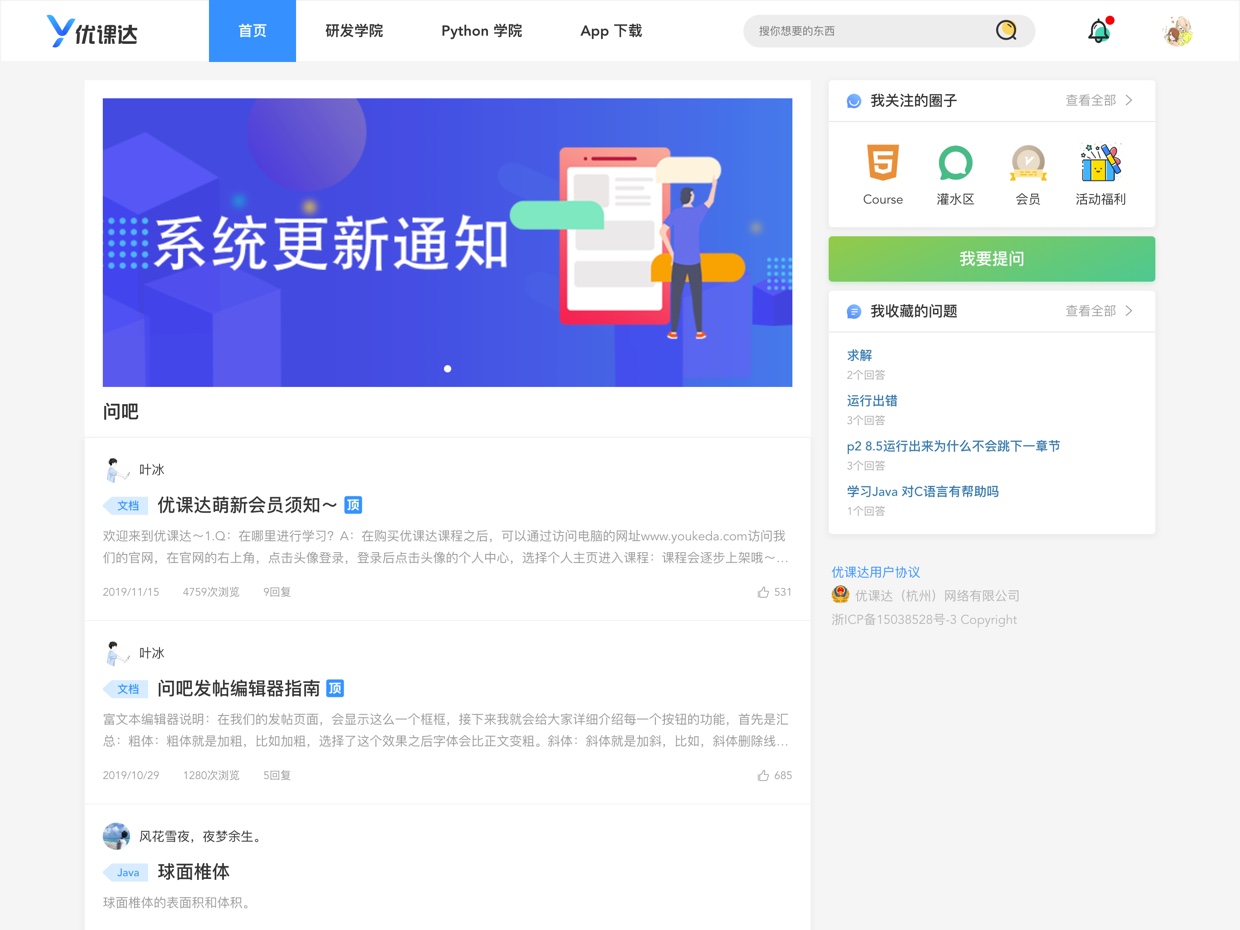 优课达
首页
研发学院
Python 学院
App 下载
搜你想要的东西
系统更新通知
问吧
叶冰
文档 优课达萌新会员须知～ 顶
欢迎来到优课达～1.Q：在哪里进行学习？A：在购买优课达课程之后，可以通过访问电脑的网址www.youkeda.com访问我
们的官网，在官网的右上角，点击头像登录，登录后点击头像的个人中心，选择个人主页进入课程：课程会逐步上架哦～…
2019/11/15 4759次浏览 9回复 531
叶冰
文档 问吧发帖编辑器指南 顶
富文本编辑器说明：在我们的发帖页面，会显示这么一个框框，接下来我就会给大家详细介绍每一个按钮的功能，首先是汇
总：粗体：粗体就是加粗，比如加粗，选择了这个效果之后字体会比正文变粗。斜体：斜体就是加斜，比如，斜体删除线…
2019/10/29 1280次浏览 5回复 685
风花雪夜，夜梦余生。
Java 球面椎体
球面椎体的表面积和体积。
我关注的圈子 查看全部
Course
灌水区
会员
活动福利
我要提问
我收藏的问题 查看全部
求解
2个回答
运行出错
3个回答
p2 8.5运行出来为什么不会跳下一章节
3个回答
学习Java 对C语言有帮助吗
1个回答
优课达用户协议
优课达（杭州）网络有限公司
浙ICP备15038528号-3 Copyright